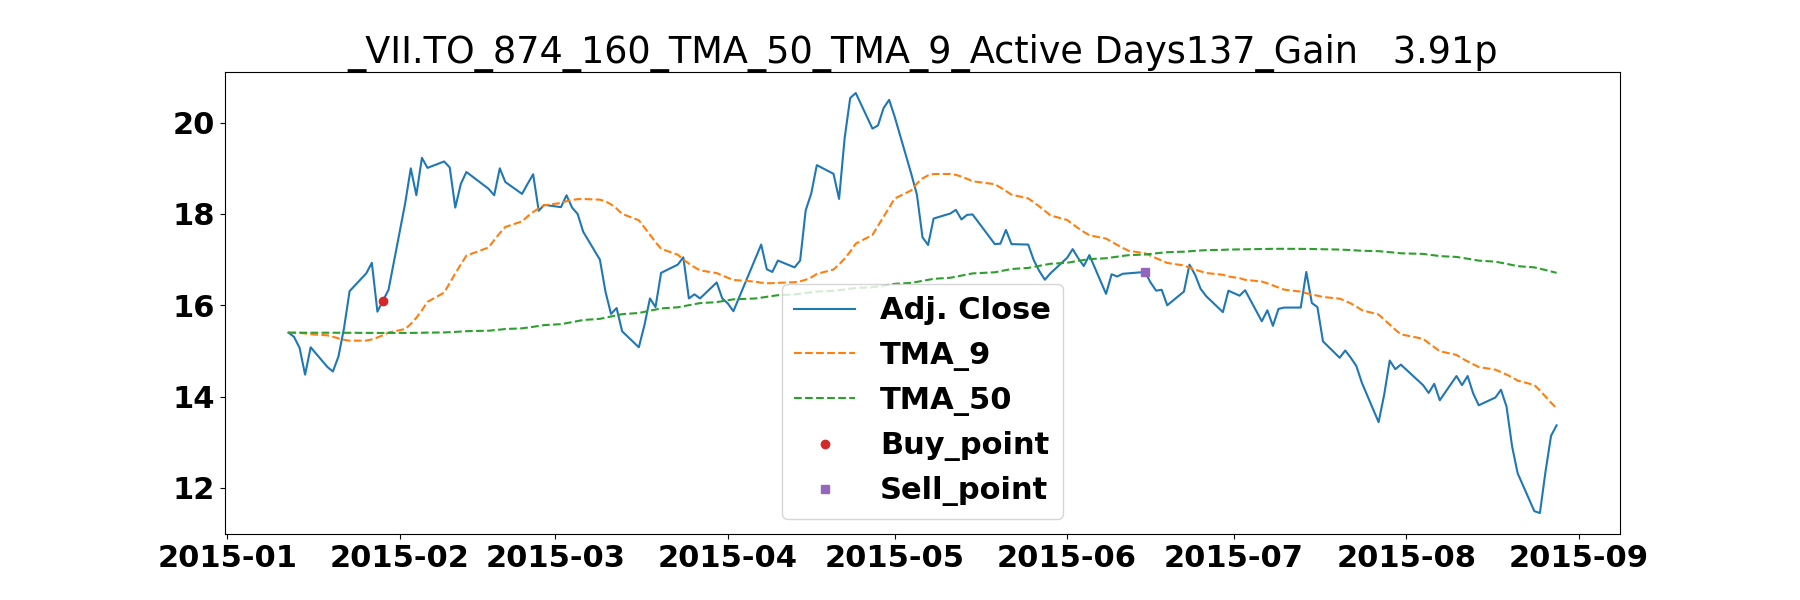 _VII.TO_874_160_TMA_50_TMA_9_Active Days137_Gain   3.91p
20
18
16
14
12
Adj. Close
TMA_9
TMA_50
Buy_point
Sell_point
2015-01 2015-02 2015-03 2015-04 2015-05 2015-06 2015-07 2015-08 2015-09